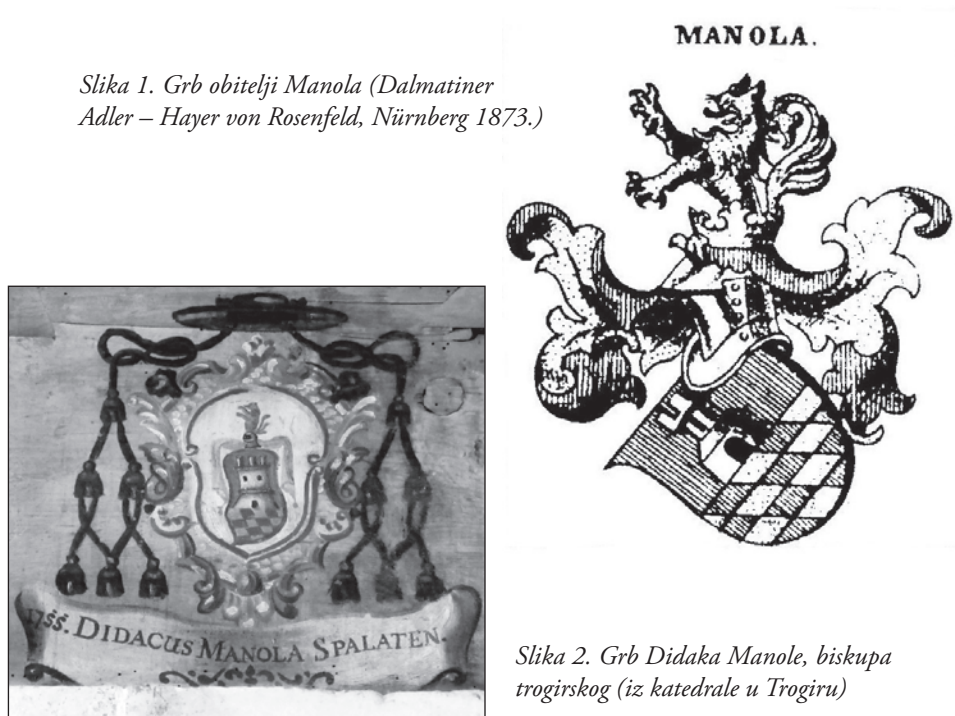 MANOLA.
Slika 1. Grb obitelji Manola (Dalmatiner
Adler – Hayer von Rosenfeld, Nürnberg 1873.)
1755. DIDACUS MANOLA SPALATEN.
Slika 2. Grb Didaka Manole, biskupa
trogirskog (iz katedrale u Trogiru)